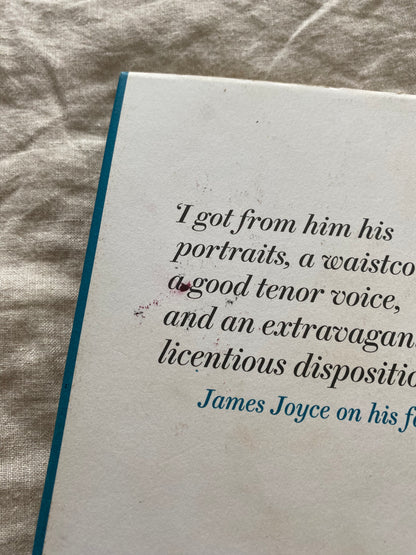 ‘I got from him his
portraits, a waistco
a good tenor voice,
and an extravagan
licentious dispositio
James Joyce on his fa